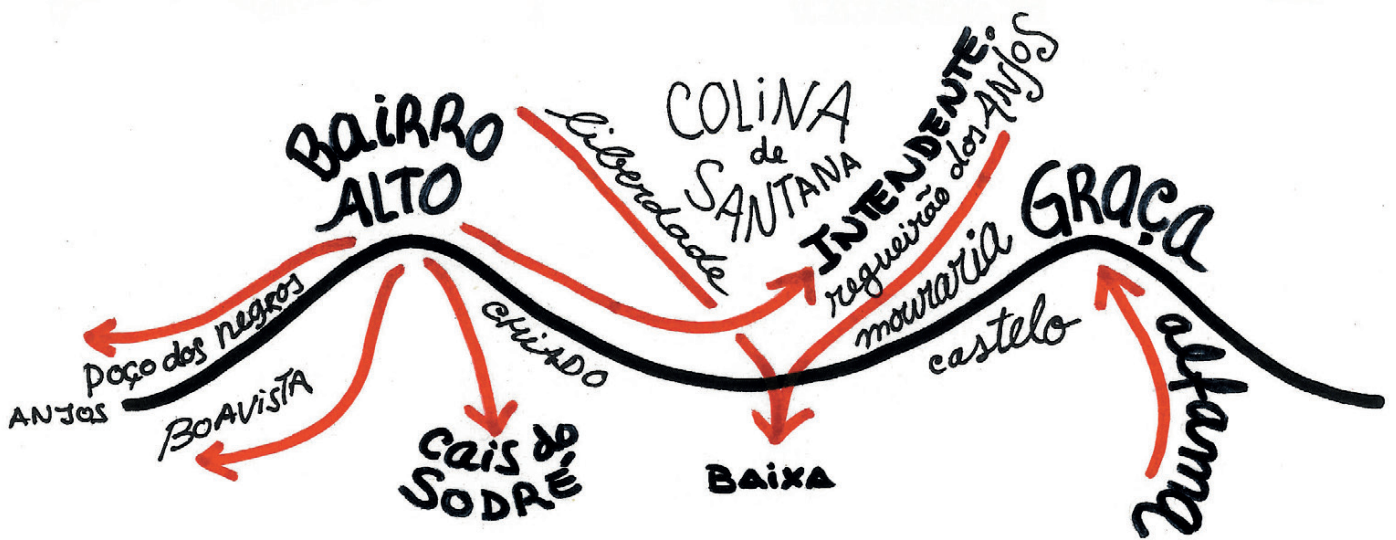 BaiRRO
ALTO
liberdade
COLiNA
de
SANTANA
INTENDENTE.
regueirão dos ANJOS
GRAÇA
mouraria
castelo
alfama
poço dos negros
ANJOS
BOAVISTA
CHIADO
Cais do
SODRÉ
BAixA